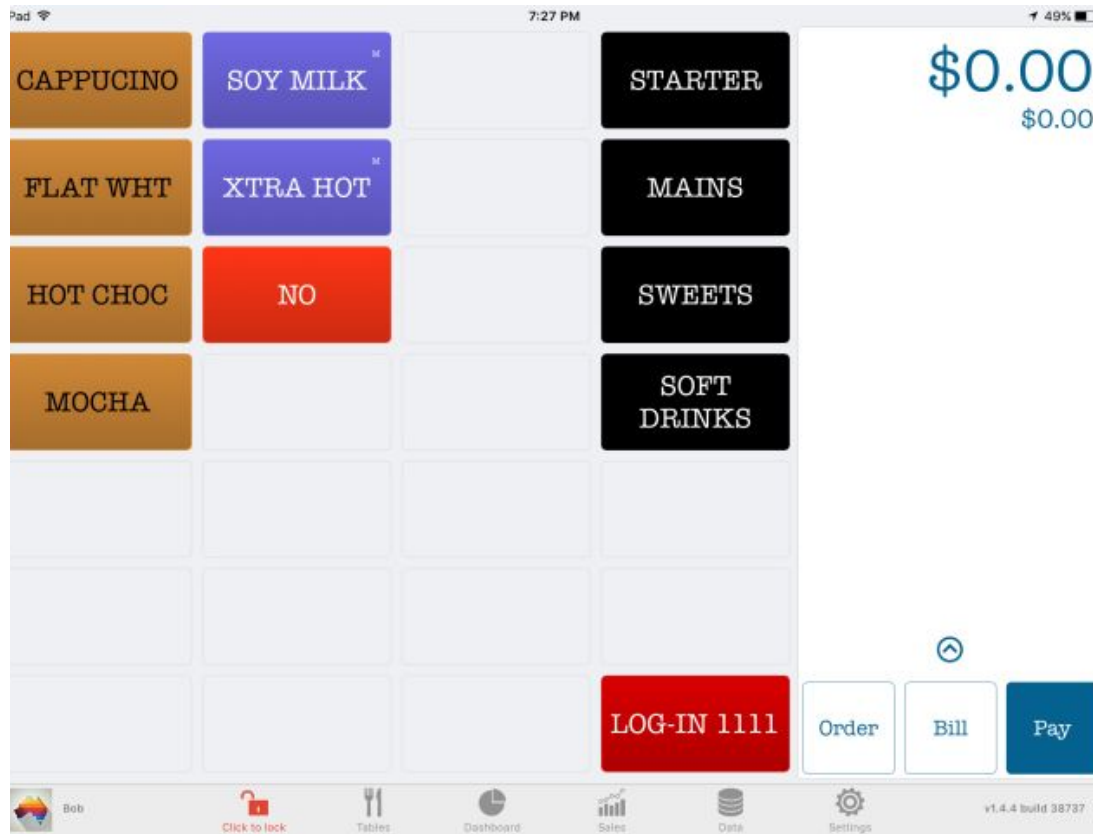 Pad 7:27 PM 49%
CAPPUCINO SOY MILK M STARTER $0.00
$0.00
FLAT WHT XTRA HOT M MAINS
HOT CHOC NO SWEETS
MOCHA SOFT
DRINKS
LOG-IN 1111 Order Bill Pay
Bob Click to lock Tables Dashboard Sales Data Settings v1.4.4 build 38737